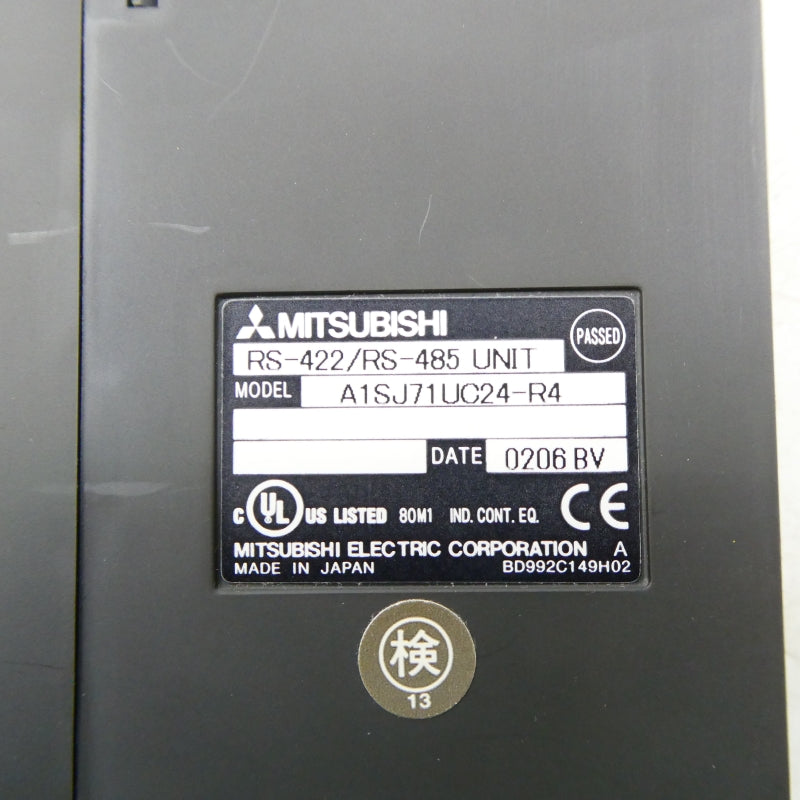 MITSUBISHI
PASSED
RS-422/RS-485 UNIT
MODEL A1SJ71UC24-R4
DATE 0206 BV
C UL US LISTED 80M1 IND. CONT. EQ. CE
MITSUBISHI ELECTRIC CORPORATION A
MADE IN JAPAN BD992C149H02
検
13